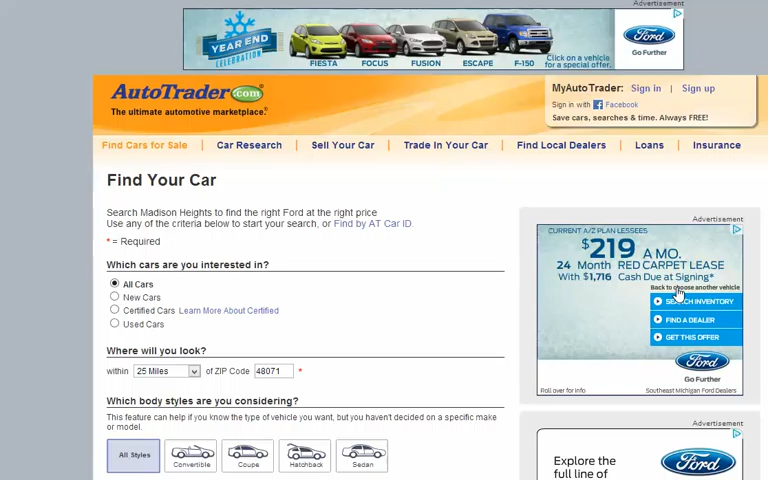 Advertisement
YEAR END
CELEBRATION
FIESTA FOCUS FUSION ESCAPE F-150
Click on a vehicle
for a special offer.
Ford
Go Further
AutoTrader.com
The ultimate automotive marketplace.®
MyAutoTrader: Sign in | Sign up
Sign in with f Facebook
Save cars, searches & time. Always FREE!
Find Cars for Sale | Car Research | Sell Your Car | Trade In Your Car | Find Local Dealers | Loans | Insurance
Find Your Car
Search Madison Heights to find the right Ford at the right price
Use any of the criteria below to start your search, or Find by AT Car ID.
* = Required
Which cars are you interested in?
All Cars
New Cars
Certified Cars Learn More About Certified
Used Cars
Where will you look?
within 25 Miles of ZIP Code 48071 *
Which body styles are you considering?
This feature can help if you know the type of vehicle you want, but you haven't decided on a specific make
or model.
All Styles Convertible Coupe Hatchback Sedan
Advertisement
CURRENT A/Z PLAN LESSEES
$219 A MO.
24 Month RED CARPET LEASE
With $1,716 Cash Due at Signing*
Back to choose another vehicle
SEARCH INVENTORY
FIND A DEALER
GET THIS OFFER
Ford
Go Further
Roll over for info Southeast Michigan Ford Dealers
Advertisement
Explore the
full line of
Ford